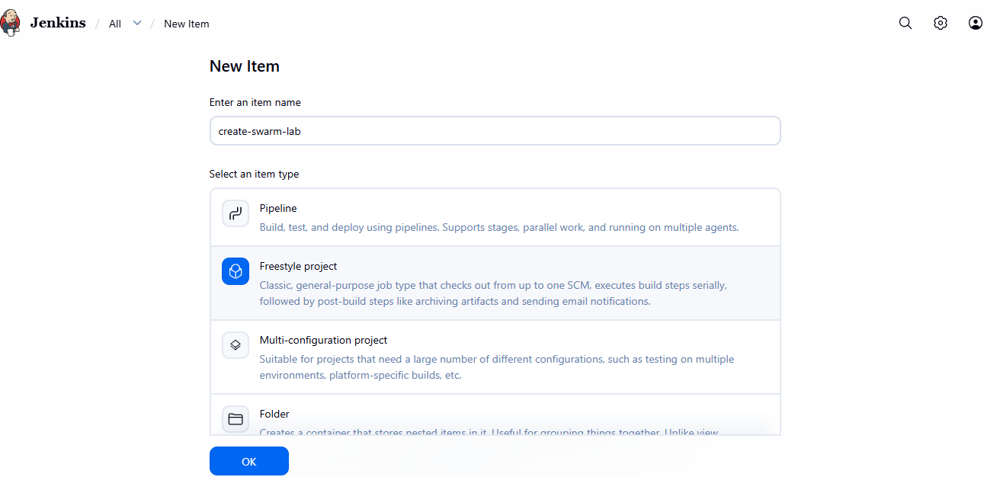 Jenkins / All / New Item
New Item
Enter an item name
create-swarm-lab
Select an item type
Pipeline
Build, test, and deploy using pipelines. Supports stages, parallel work, and running on multiple agents.
Freestyle project
Classic, general-purpose job type that checks out from up to one SCM, executes build steps serially,
followed by post-build steps like archiving artifacts and sending email notifications.
Multi-configuration project
Suitable for projects that need a large number of different configurations, such as testing on multiple
environments, platform-specific builds, etc.
Folder
Creates a container that stores nested items in it. Useful for grouping things together. Unlike view,
OK